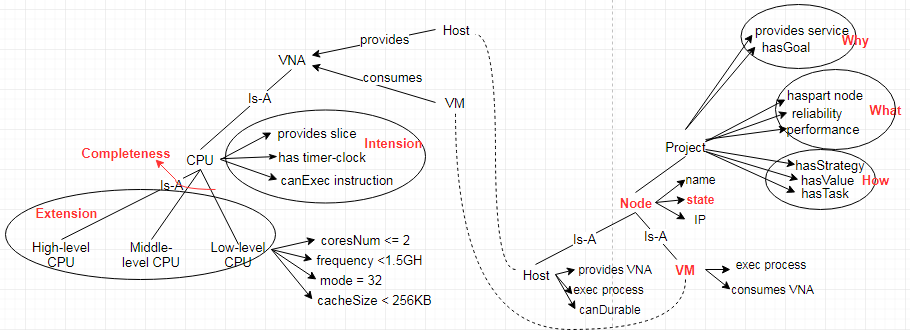 Host
provides
VNA
consumes
VM
Is-A
Completeness
CPU
provides slice
Intension
has timer-clock
canExec instruction
Is-A
Extension
High-level
CPU
Middle-
level CPU
Low-level
CPU
coresNum <= 2
frequency <1.5GH
mode = 32
cacheSize < 256KB
provides service
Why
hasGoal
haspart node
reliability
What
performance
Project
hasStrategy
hasValue
How
hasTask
name
Node
state
IP
Is-A
Is-A
Host
provides VNA
exec process
canDurable
VM
exec process
consumes VNA